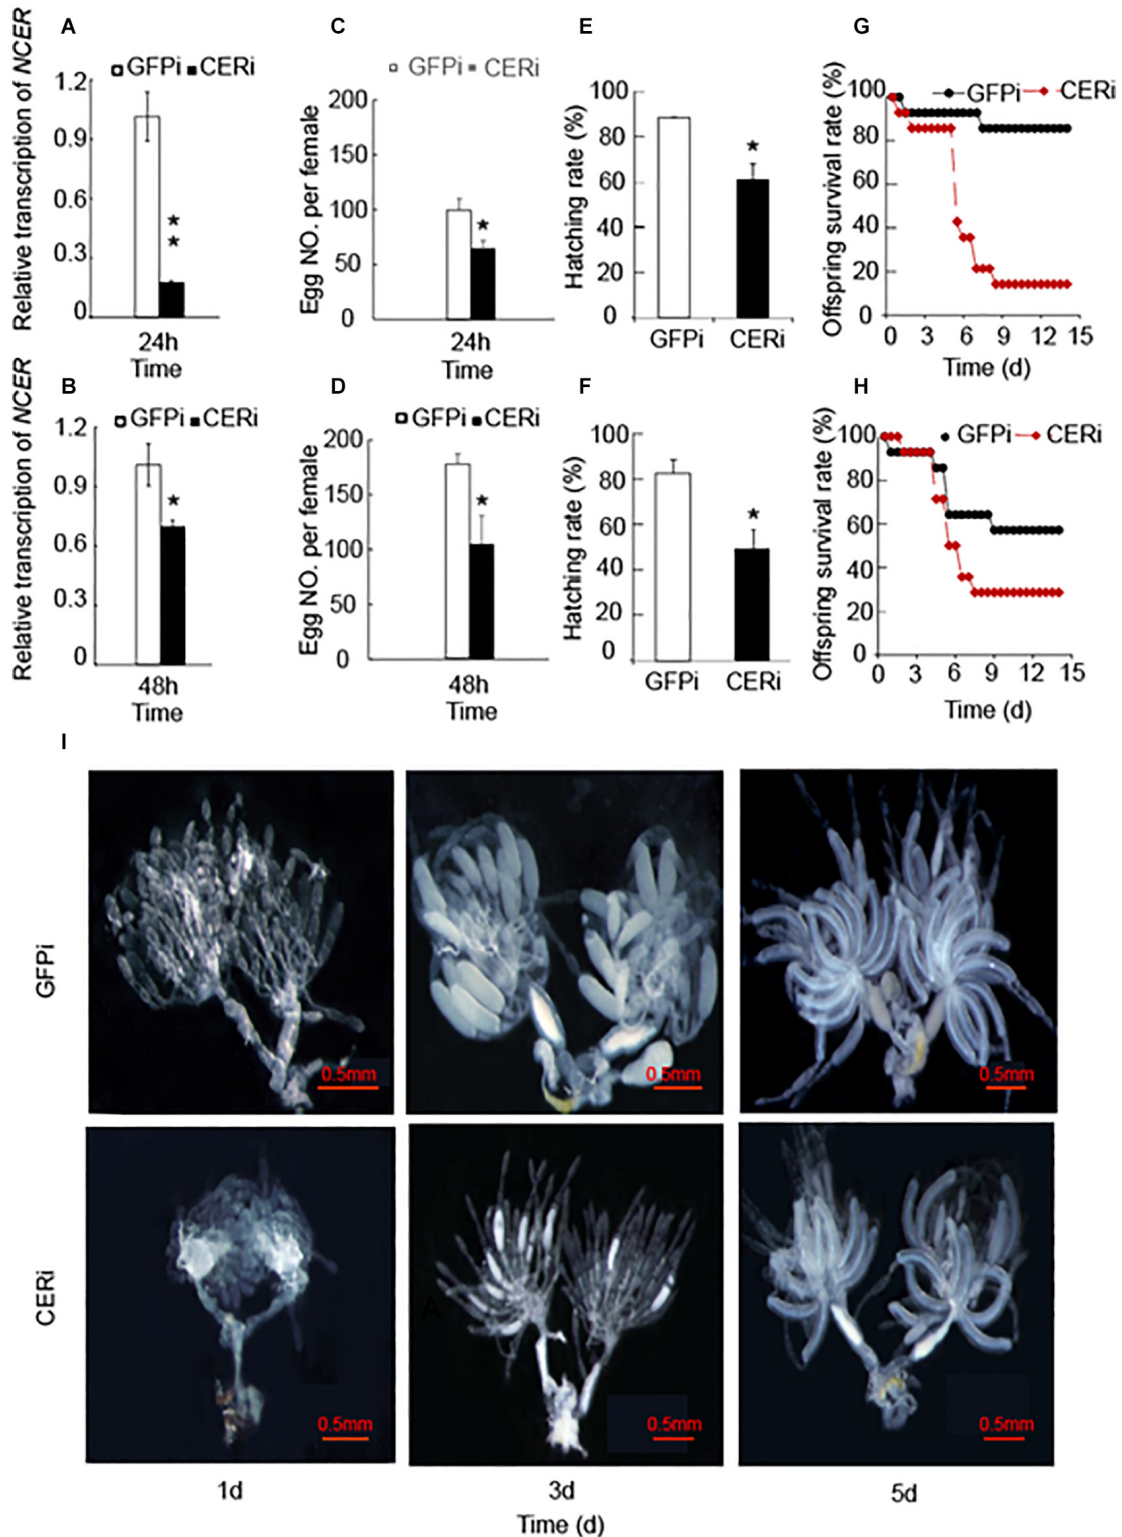 A
Relative transcription of NCER
GFPi CERi
1.2
0.9
0.6
0.3
0
★
★
24h
Time
C
Egg NO. per female
GFPi CERi
200
150
100
50
0
★
24h
Time
E
Hatching rate (%)
100
80
60
40
20
0
★
GFPi CERi
G
Offspring survival rate (%)
GFPi CERi
100
80
60
40
20
0
0 3 6 9 12 15
Time (d)
B
Relative transcription of NCER
GFPi CERi
1.2
0.9
0.6
0.3
0
★
48h
Time
D
Egg NO. per female
GFPi CERi
200
150
100
50
0
★
48h
Time
F
Hatching rate (%)
100
80
60
40
20
0
★
GFPi CERi
H
Offspring survival rate (%)
GFPi CERi
100
80
60
40
20
0
0 3 6 9 12 15
Time (d)
I
GFPi
0.5mm
0.5mm
0.5mm
CERi
A
0.5mm
0.5mm
0.5mm
1d 3d 5d
Time (d)